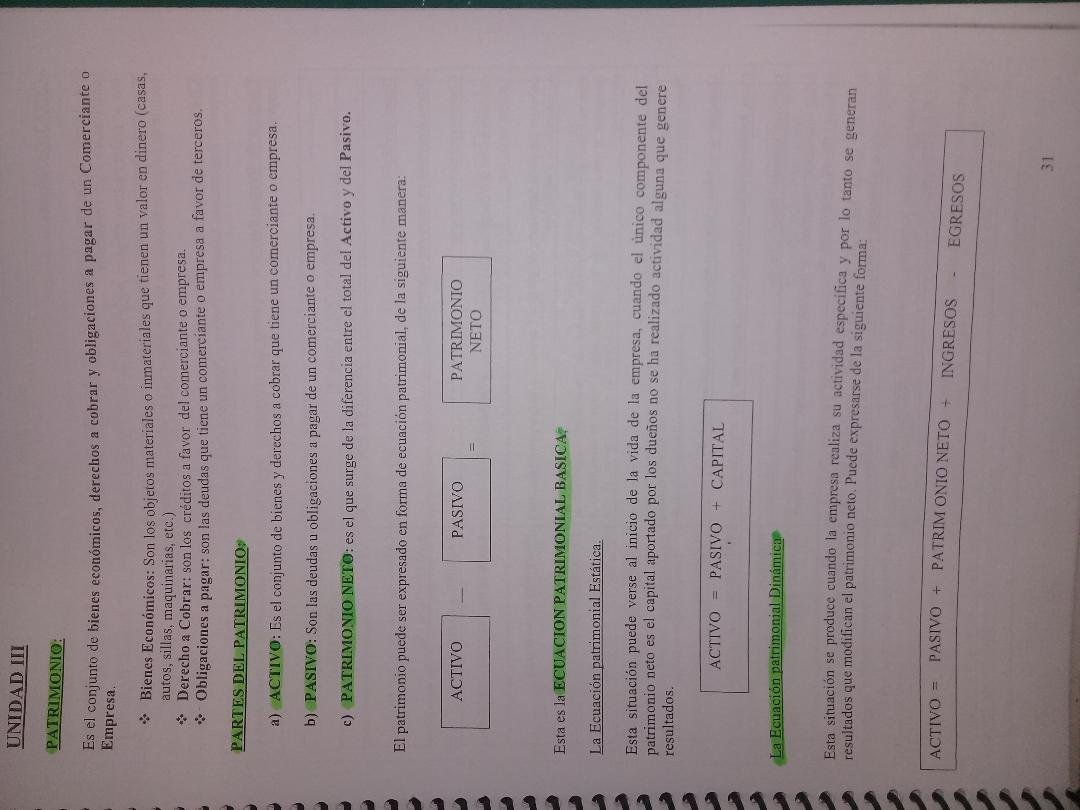 UNIDAD III
PATRIMONIO:
Es el conjunto de bienes económicos, derechos a cobrar y obligaciones a pagar de un Comerciante o
Empresa.
❖ Bienes Económicos: Son los objetos materiales o inmateriales que tienen un valor en dinero (casas,
autos, sillas, maquinarias, etc.)
❖ Derecho a Cobrar: son los créditos a favor del comerciante o empresa.
❖ Obligaciones a pagar: son las deudas que tiene un comerciante o empresa a favor de terceros.
PARTES DEL PATRIMONIO:
a) ACTIVO: Es el conjunto de bienes y derechos a cobrar que tiene un comerciante o empresa.
b) PASIVO: Son las deudas u obligaciones a pagar de un comerciante o empresa.
c) PATRIMONIO NETO: es el que surge de la diferencia entre el total del Activo y del Pasivo.
El patrimonio puede ser expresado en forma de ecuación patrimonial, de la siguiente manera:
ACTIVO — PASIVO = PATRIMONIO
NETO
Esta es la ECUACION PATRIMONIAL BASICA.
La Ecuación patrimonial Estática.
Esta situación puede verse al inicio de la vida de la empresa, cuando el único componente del
patrimonio neto es el capital aportado por los dueños no se ha realizado actividad alguna que genere
resultados.
ACTIVO = PASIVO + CAPITAL
La Ecuación patrimonial Dinámica
Esta situación se produce cuando la empresa realiza su actividad específica y por lo tanto se generan
resultados que modifican el patrimonio neto. Puede expresarse de la siguiente forma:
ACTIVO = PASIVO + PATRIM ONIO NETO + INGRESOS - EGRESOS
31